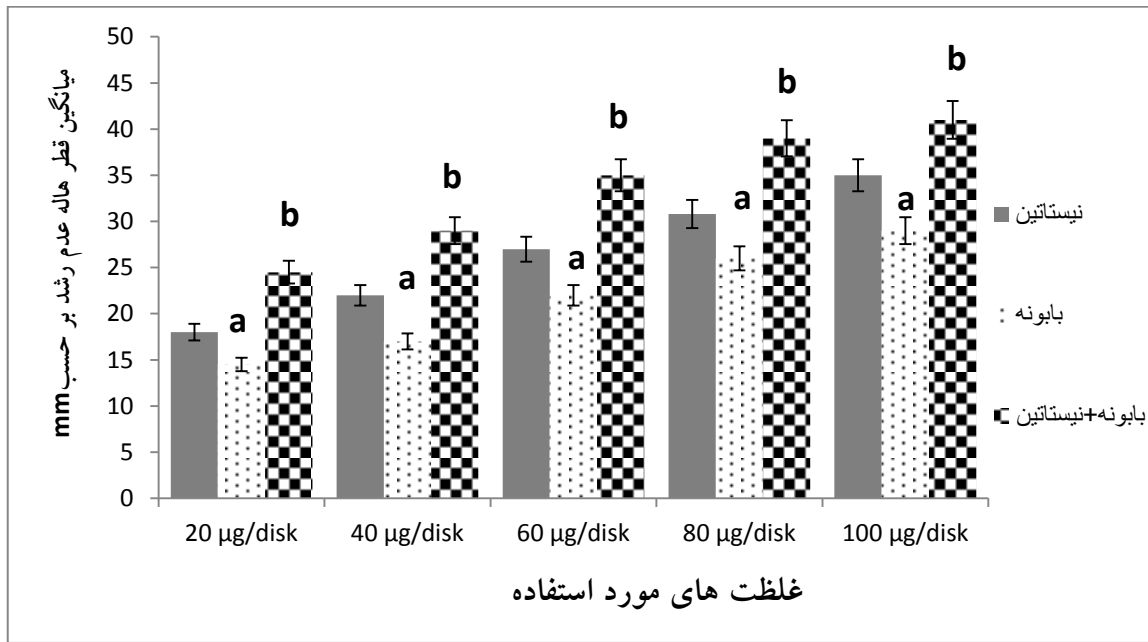 میانگین قطر هاله عدم رشد بر حسب mm
50
45
40
35
30
25
20
15
10
5
0
b
a
b
a
b
a
b
a
b
a
20 µg/disk
40 µg/disk
60 µg/disk
80 µg/disk
100 µg/disk
غلظت های مورد استفاده
نیستاتین
بابونه
بابونه+نیستاتین